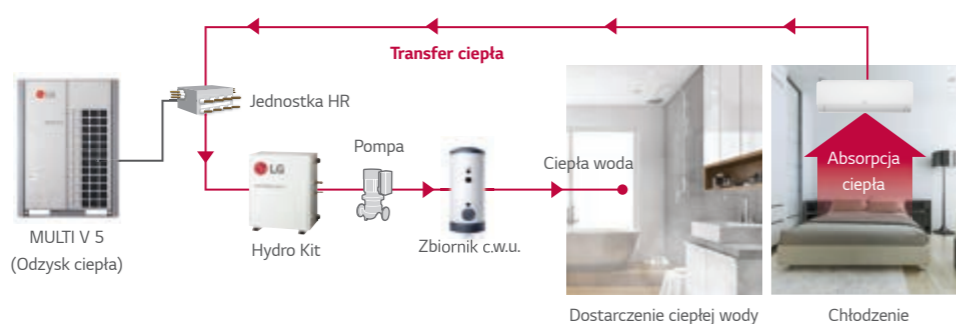 Transfer ciepła
Jednostka HR
LG
Pompa
Ciepła woda
Absorpcja
ciepła
MULTI V 5
(Odzysk ciepła)
Hydro Kit
Zbiornik c.w.u.
Dostarczenie ciepłej wody
Chłodzenie